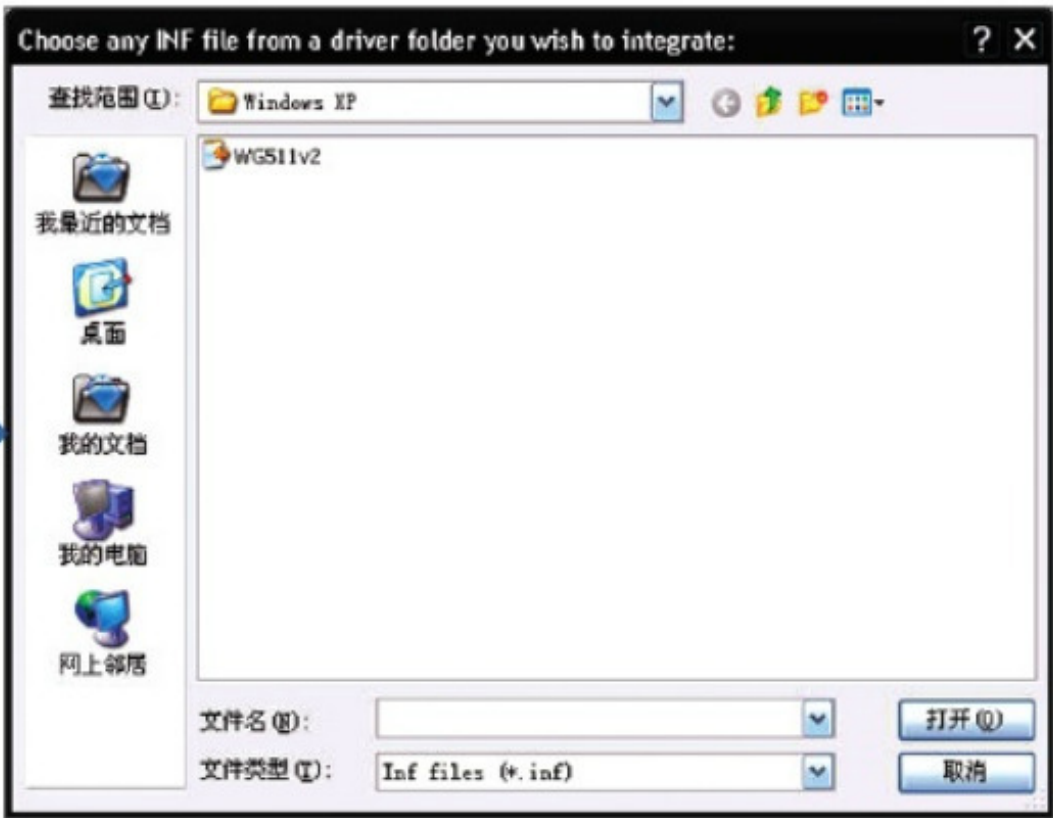 Choose any INF file from a driver folder you wish to integrate:
查找范围(I):
Windows XP
WG511v2
我最近的文档
桌面
我的文档
我的电脑
网上邻居
文件名(N):
打开(O)
文件类型(T):
Inf files (*.inf)
取消